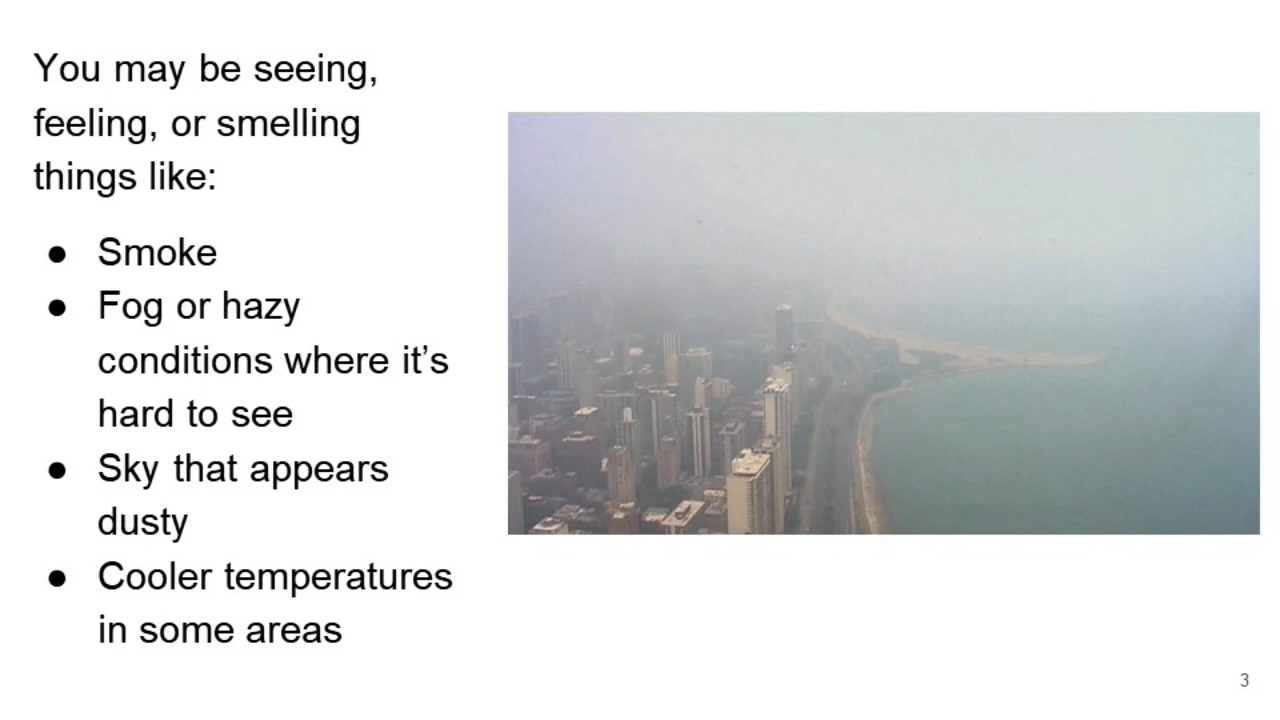 You may be seeing,
feeling, or smelling
things like:
● Smoke
● Fog or hazy
conditions where it’s
hard to see
● Sky that appears
dusty
● Cooler temperatures
in some areas
3